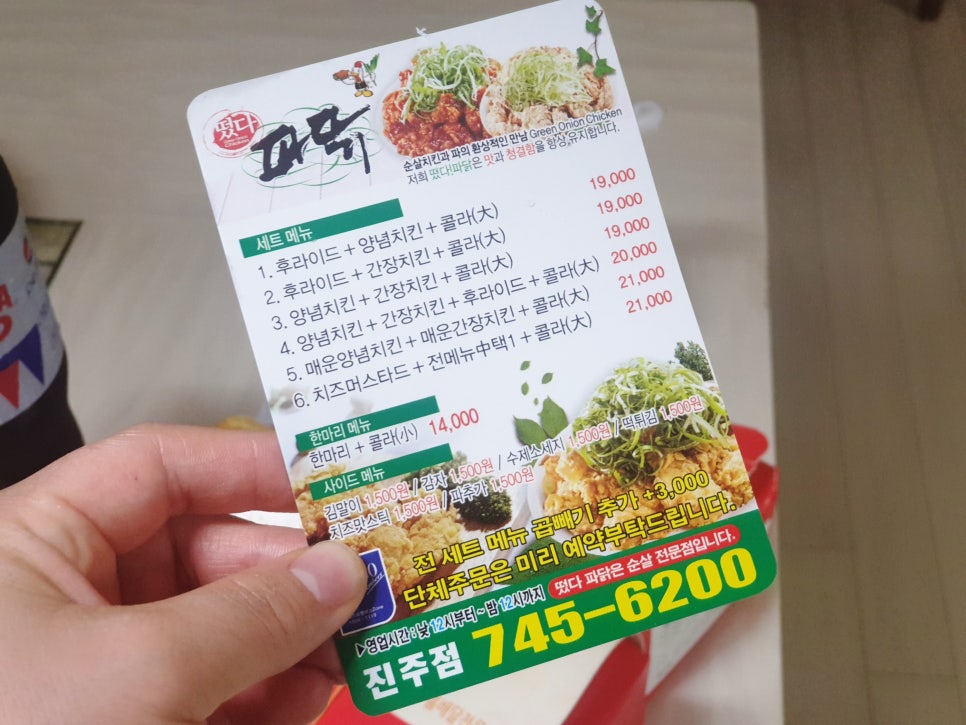 떴다
파닭
순살치킨과 파의 환상적인 만남 Green Onion Chicken
저희 떴다!파닭은 맛과 청결함을 항상 유지합니다.
세트 메뉴
1. 후라이드 + 양념치킨 + 콜라(大) 19,000
2. 후라이드 + 간장치킨 + 콜라(大) 19,000
3. 양념치킨 + 간장치킨 + 콜라(大) 19,000
4. 양념치킨 + 간장치킨 + 후라이드 + 콜라(大) 20,000
5. 매운양념치킨 + 매운간장치킨 + 콜라(大) 21,000
6. 치즈머스타드 + 전메뉴中택1 + 콜라(大) 21,000
한마리 메뉴
한마리 + 콜라(小) 14,000
사이드 메뉴
김말이 1,500원 / 감자 1,500원 / 수제소세지 1,500원 / 떡튀김 1,500원
치즈맛스틱 1,500원 / 파추가 1,500원
전 세트 메뉴 곱빼기 추가 +3,000
단체주문은 미리 예약부탁드립니다.
▶영업시간 : 낮 12시부터 ~ 밤 12시까지
떴다 파닭은 순살 전문점입니다.
진주점 745-6200